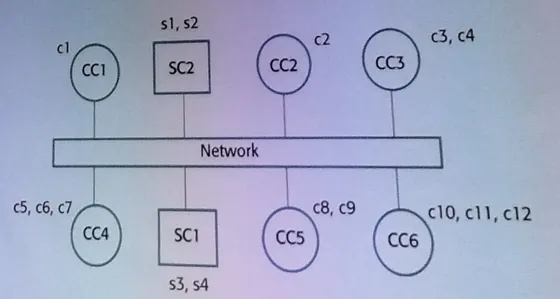 s1, s2
c1
c2
c3, c4
CC1
SC2
CC2
CC3
Network
c5, c6, c7
c8, c9
c10, c11, c12
CC4
SC1
CC5
CC6
s3, s4